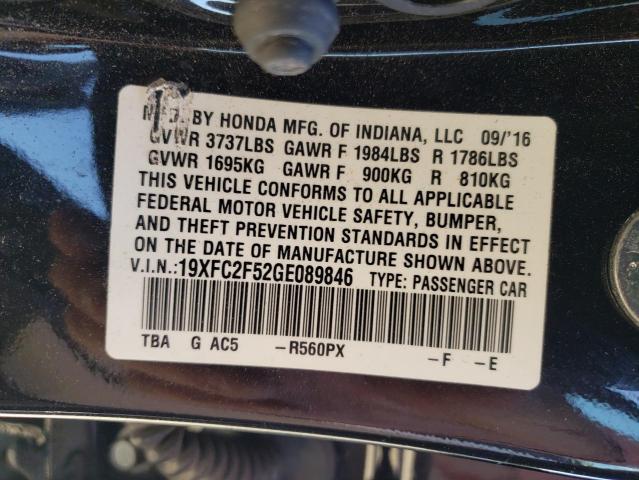 MFD. BY HONDA MFG. OF INDIANA, LLC 09/'16
GVWR 3737LBS GAWR F 1984LBS R 1786LBS
GVWR 1695KG GAWR F 900KG R 810KG
THIS VEHICLE CONFORMS TO ALL APPLICABLE
FEDERAL MOTOR VEHICLE SAFETY, BUMPER,
AND THEFT PREVENTION STANDARDS IN EFFECT
ON THE DATE OF MANUFACTURE SHOWN ABOVE.
V.I.N.:19XFC2F52GE089846 TYPE: PASSENGER CAR
TBA G AC5 –R560PX –F –E